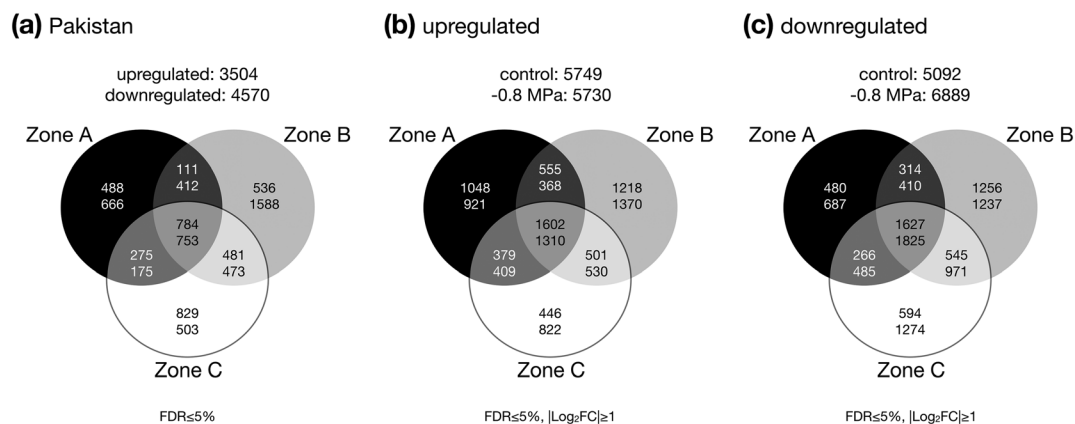 (a) Pakistan
upregulated: 3504
downregulated: 4570
Zone A
Zone B
111
412
488
666
536
1588
784
753
275
175
481
473
829
503
Zone C
FDR≤5%
(b) upregulated
control: 5749
-0.8 MPa: 5730
Zone A
Zone B
555
368
1048
921
1218
1370
1602
1310
379
409
501
530
446
822
Zone C
FDR≤5%, |Log₂FC|≥1
(c) downregulated
control: 5092
-0.8 MPa: 6889
Zone A
Zone B
314
410
480
687
1256
1237
1627
1825
266
485
545
971
594
1274
Zone C
FDR≤5%, |Log₂FC|≥1